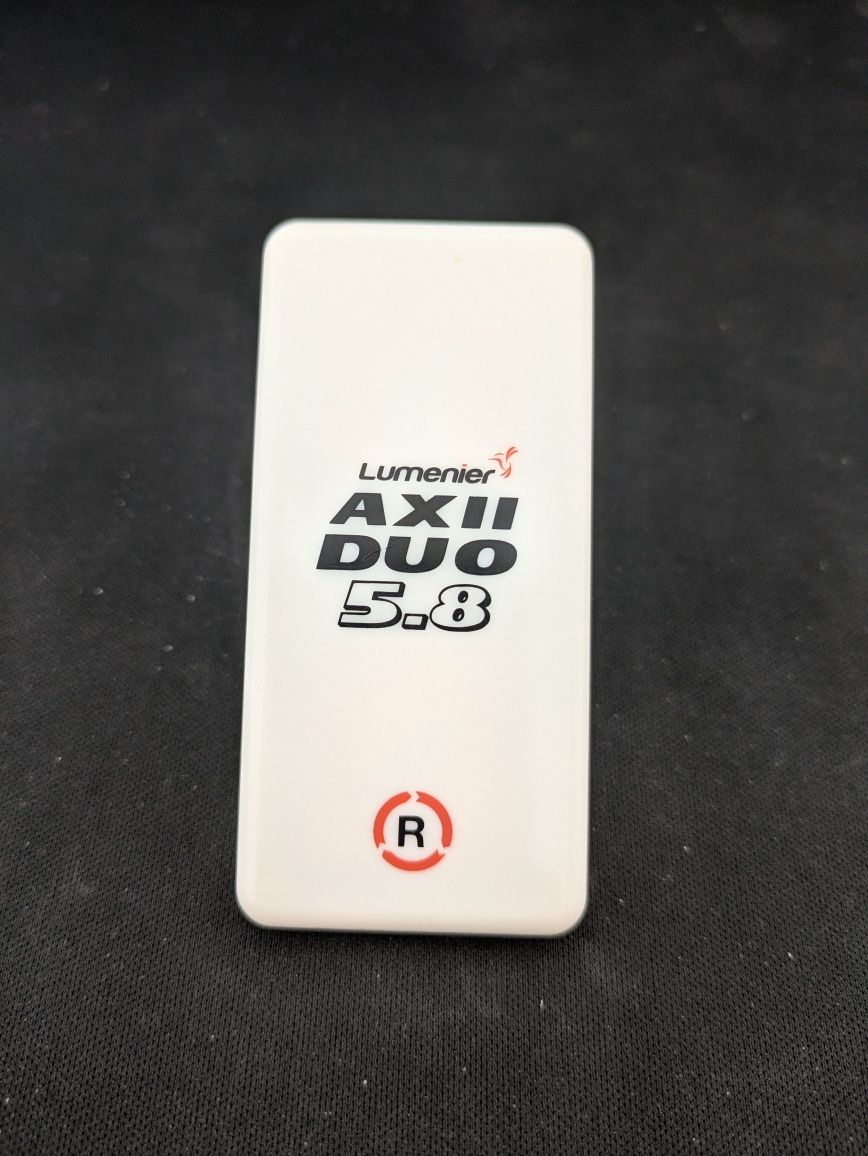 Lumenier
AXII
DUO
5.8
R